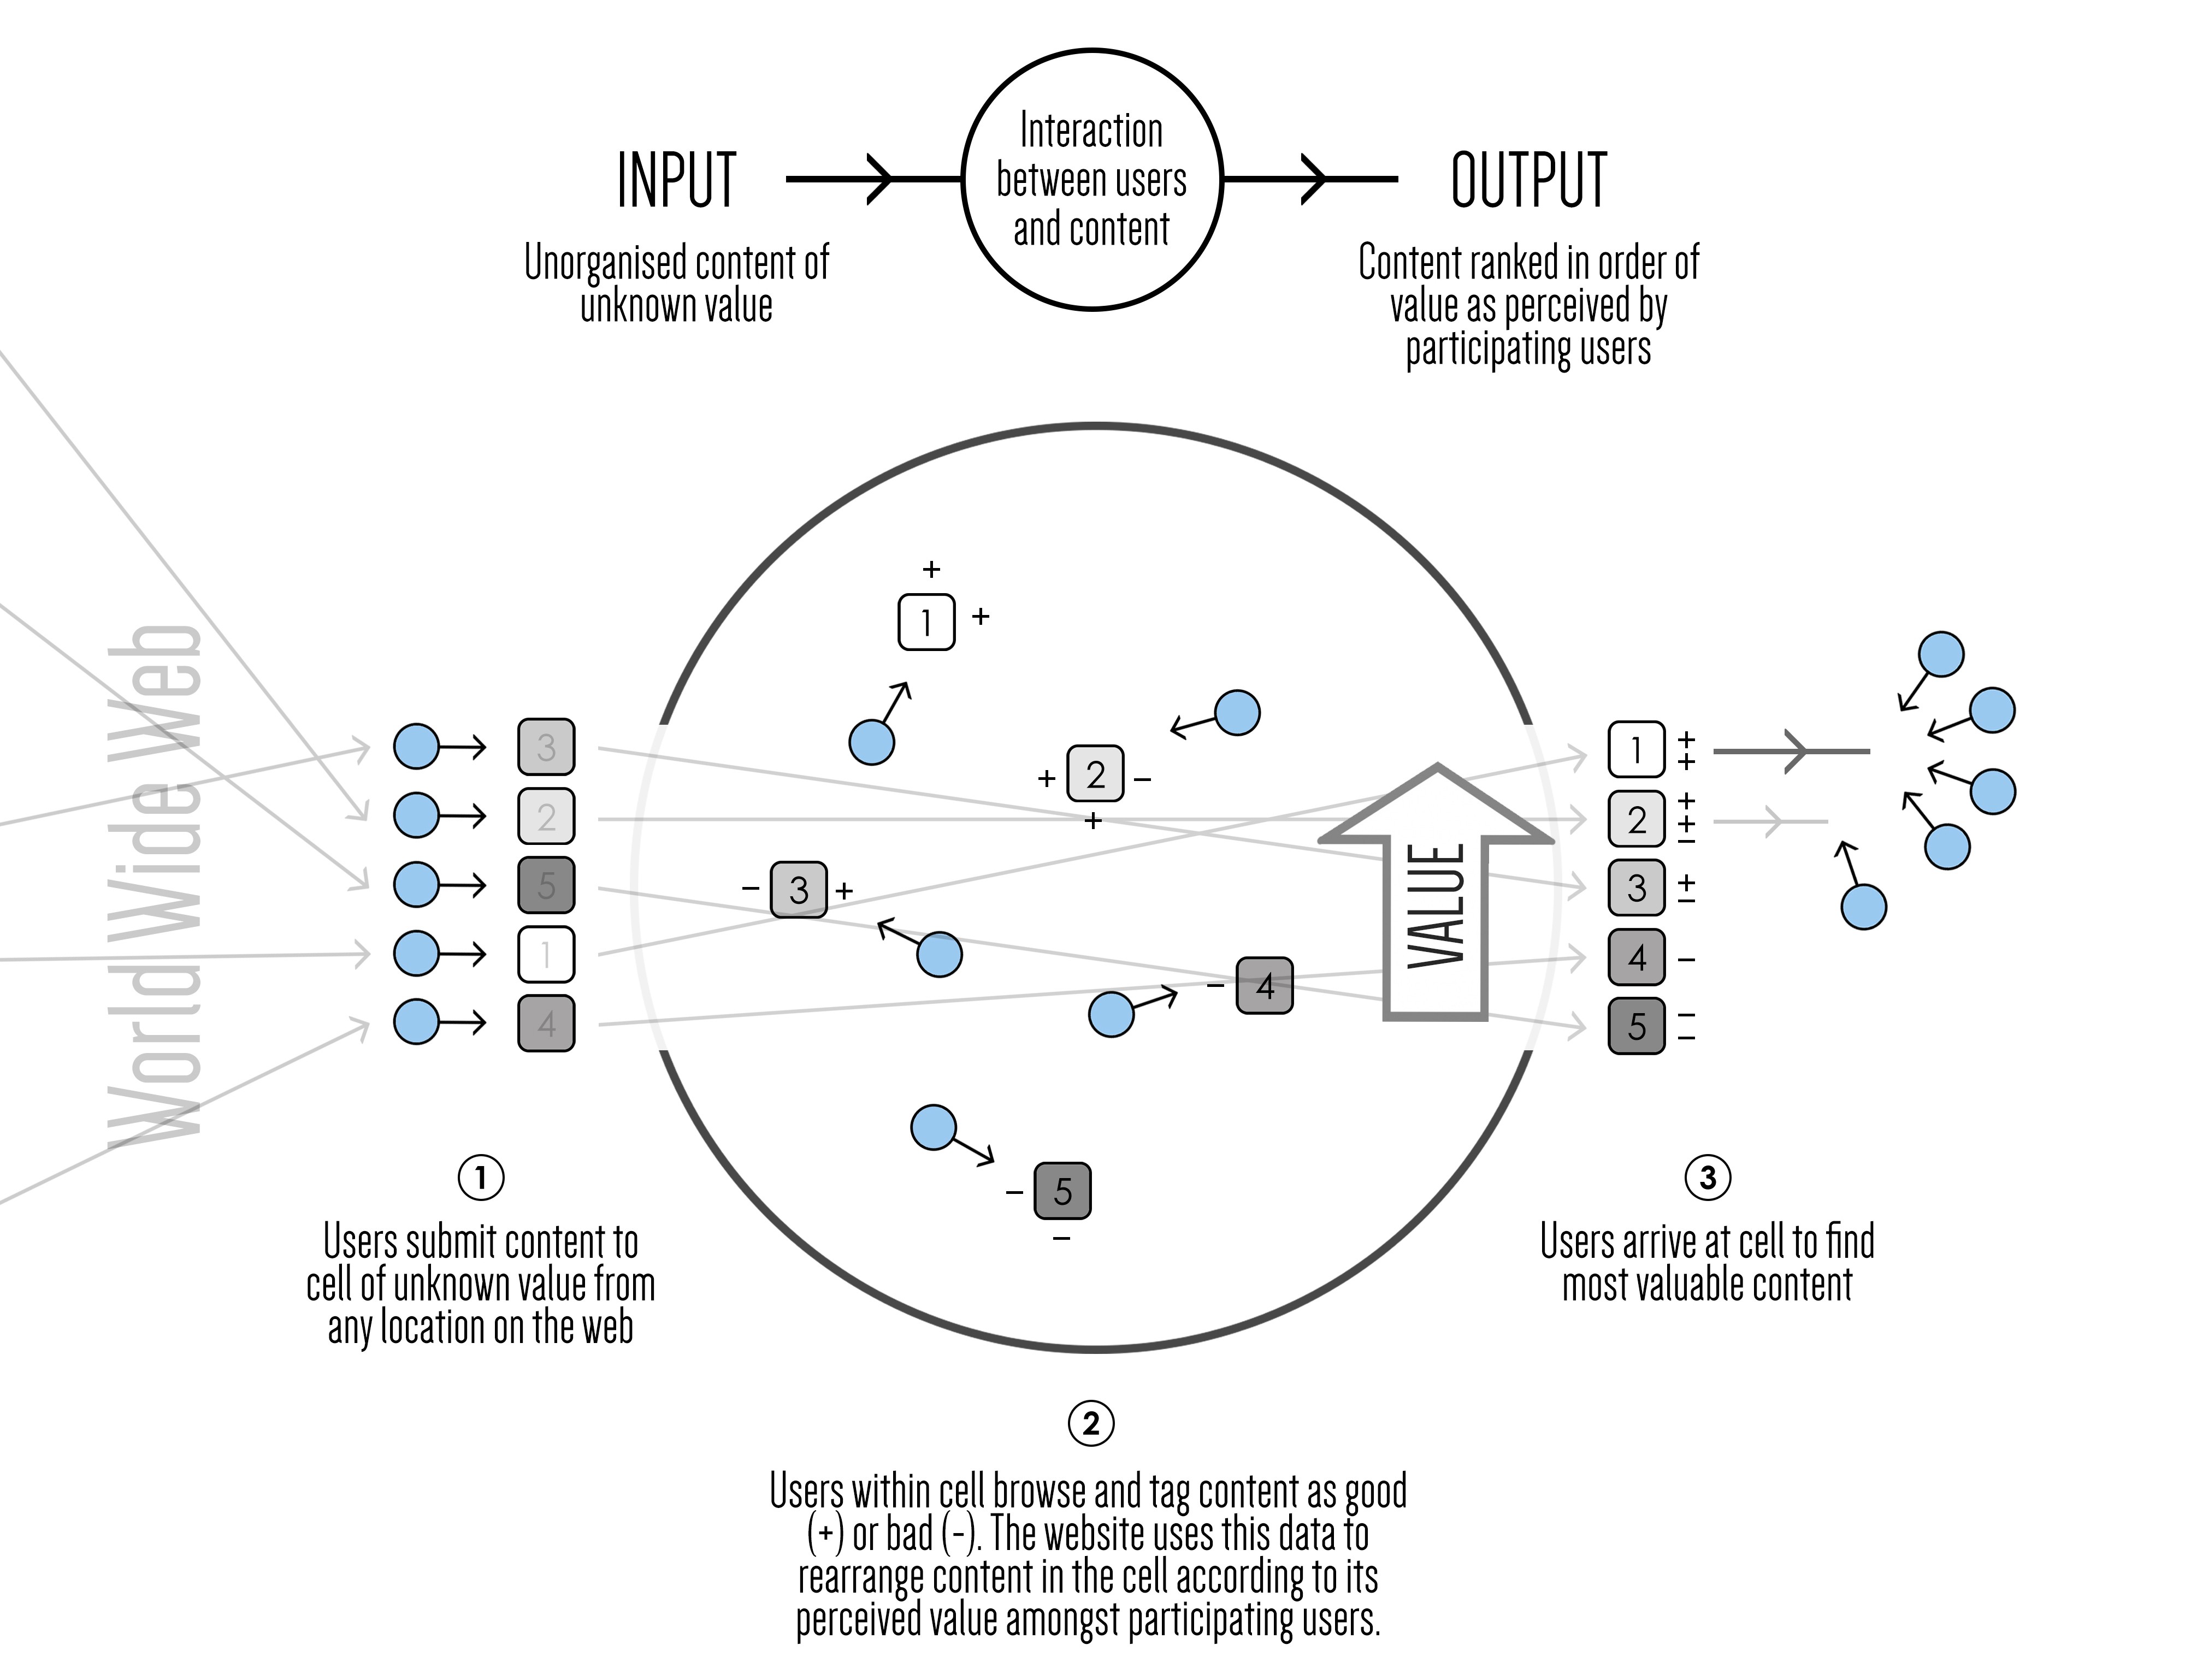 INPUT
Unorganised content of
unknown value
Interaction
between users
and content
OUTPUT
Content ranked in order of
value as perceived by
participating users
World Wide Web
3
2
5
1
4
+
1 +
+ 2 −
+
− 3 +
− 4
− 5
−
VALUE
1 + +
2 + + −
3 + −
4 −
5 − −
1
Users submit content to
cell of unknown value from
any location on the web
2
Users within cell browse and tag content as good
(+) or bad (-). The website uses this data to
rearrange content in the cell according to its
perceived value amongst participating users.
3
Users arrive at cell to find
most valuable content